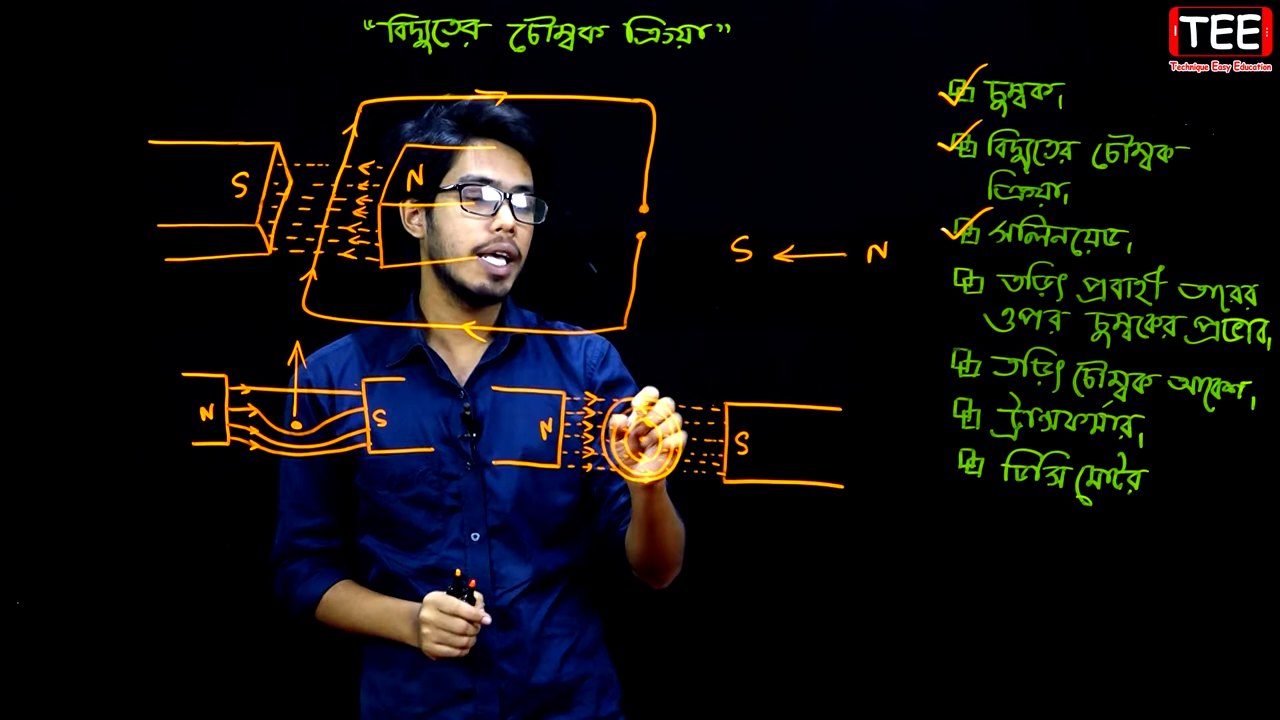 “বিদ্যুতের চৌম্বক ক্রিয়া”
TEE
Technique Easy Education
চুম্বক।
বিদ্যুতের চৌম্বক
ক্রিয়া।
সলিনয়েড।
তড়িৎ প্রবাহী তারের
ওপর চুম্বকের প্রভাব।
তড়িৎ চৌম্বক আবেশ।
ট্রান্সফর্মার।
ডিসি মোটর
S
N
S ← N
N
S
N
S